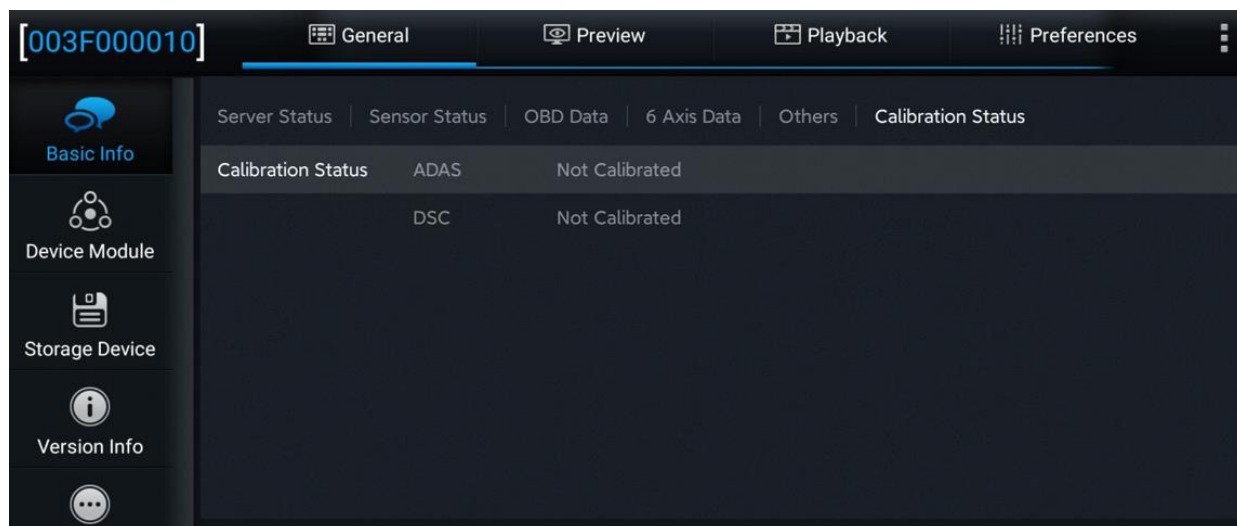 [003F000010]
General
Preview
Playback
Preferences
Basic Info
Device Module
Storage Device
Version Info
Server Status | Sensor Status | OBD Data | 6 Axis Data | Others | Calibration Status
Calibration Status ADAS Not Calibrated
DSC Not Calibrated